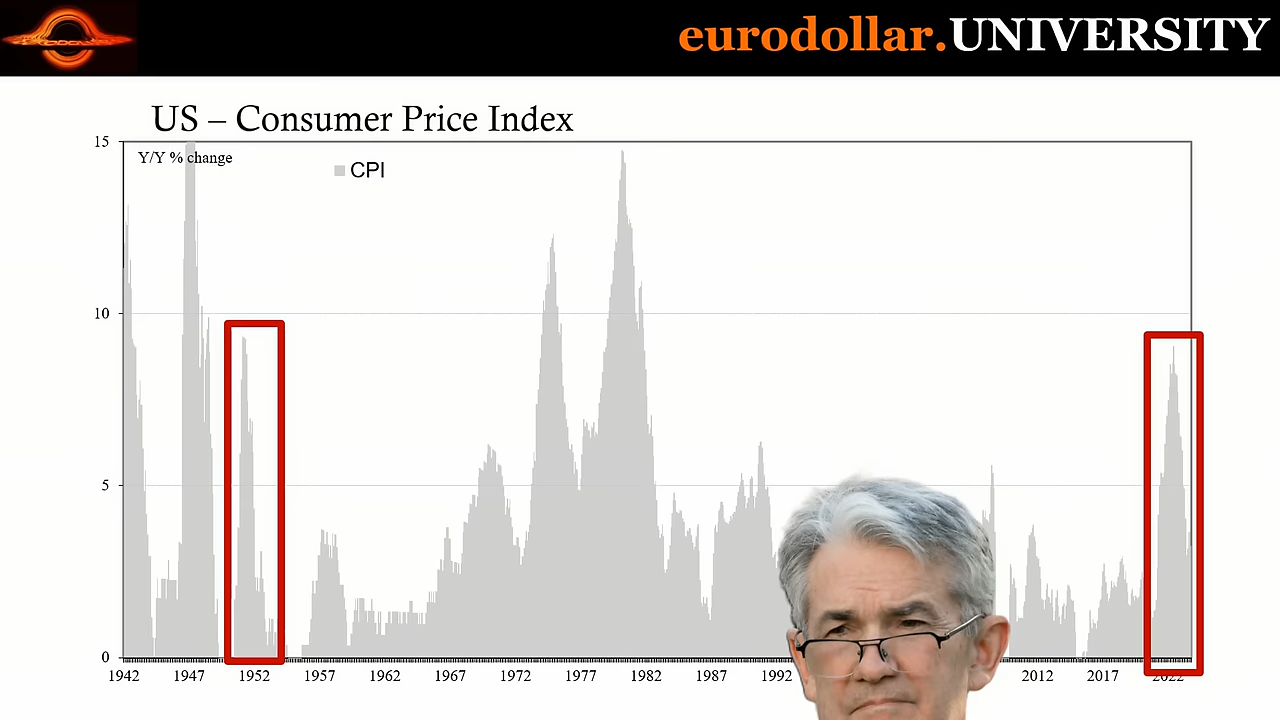 eurodollar.UNIVERSITY
US – Consumer Price Index
15
Y/Y % change
CPI
10
5
0
1942 1947 1952 1957 1962 1967 1972 1977 1982 1987 1992 2012 2017 2022